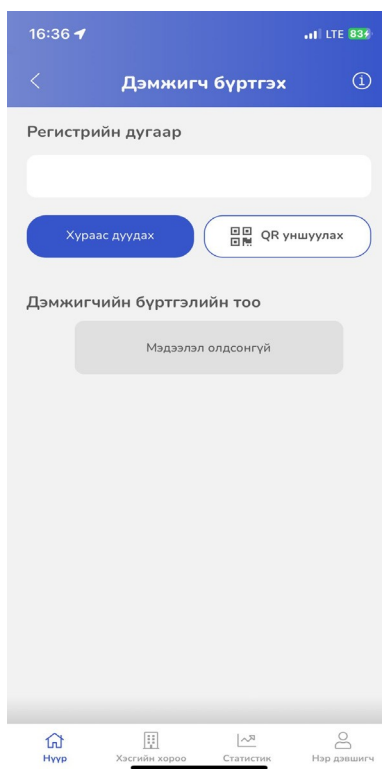 16:36 LTE 83
Дэмжигч бүртгэх
Регистрийн дугаар
Хураас дуудах QR уншуулах
Дэмжигчийн бүртгэлийн тоо
Мэдээлэл олдсонгүй
Нүүр Хэсгийн хороо Статистик Нэр дэвшигч